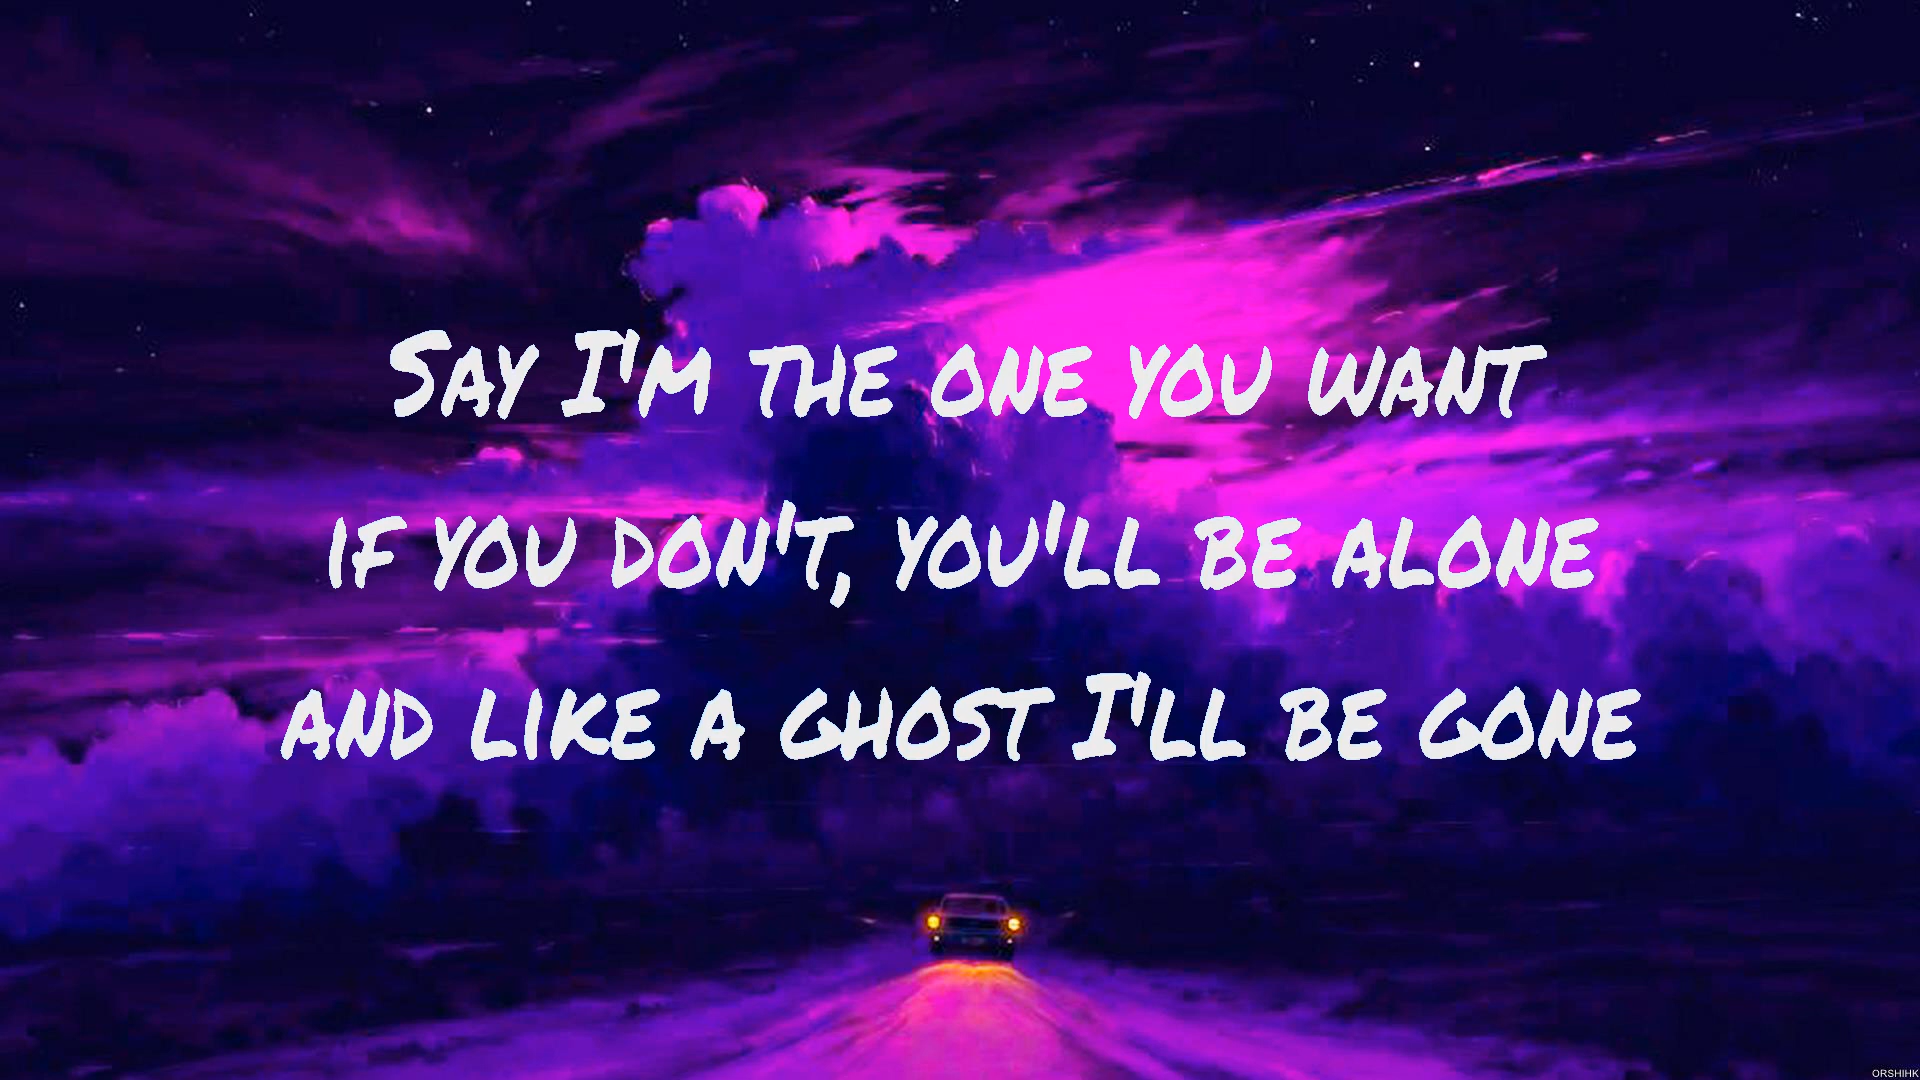 Say I'm the one you want
if you don't, you'll be alone
and like a ghost I'll be gone
ORSHIHK